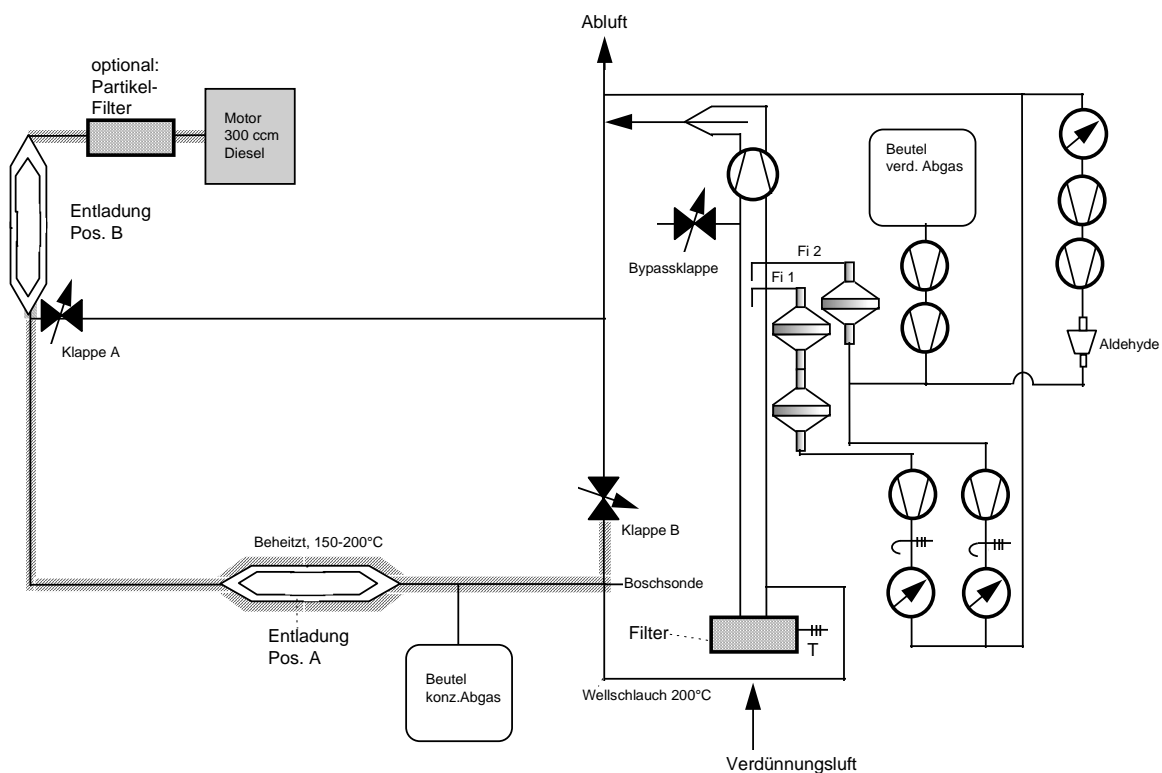 Abluft
optional:
Partikel-
Filter
Motor
300 ccm
Diesel
Beutel
verd. Abgas
Entladung
Pos. B
Bypassklappe
Fi 2
Fi 1
Klappe A
Aldehyde
Klappe B
Beheitzt, 150-200°C
Boschsonde
Entladung
Pos. A
Filter
T
Beutel
konz.Abgas
Wellschlauch 200°C
Verdünnungsluft